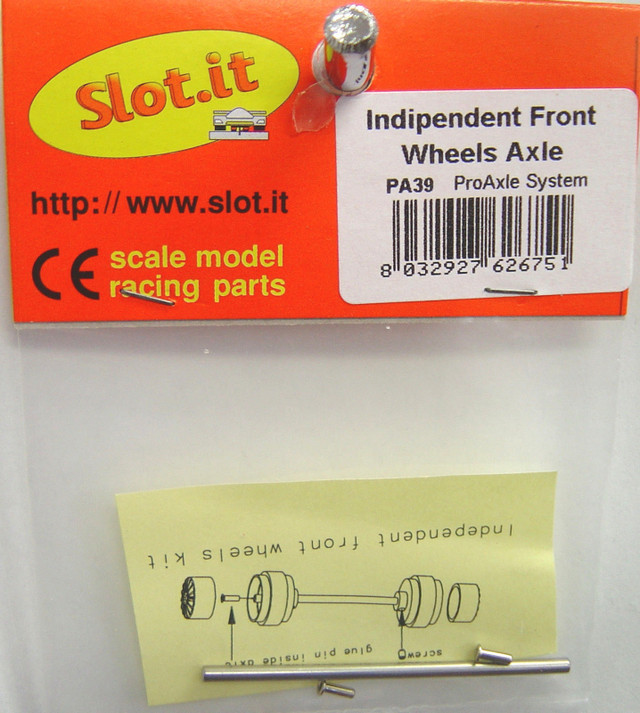 Slot.it
http://www.slot.it
CE scale model
racing parts
Indipendent Front
Wheels Axle
PA39 ProAxle System
8 032927 626751
Independent front wheels kit
screw
glue pin inside axle